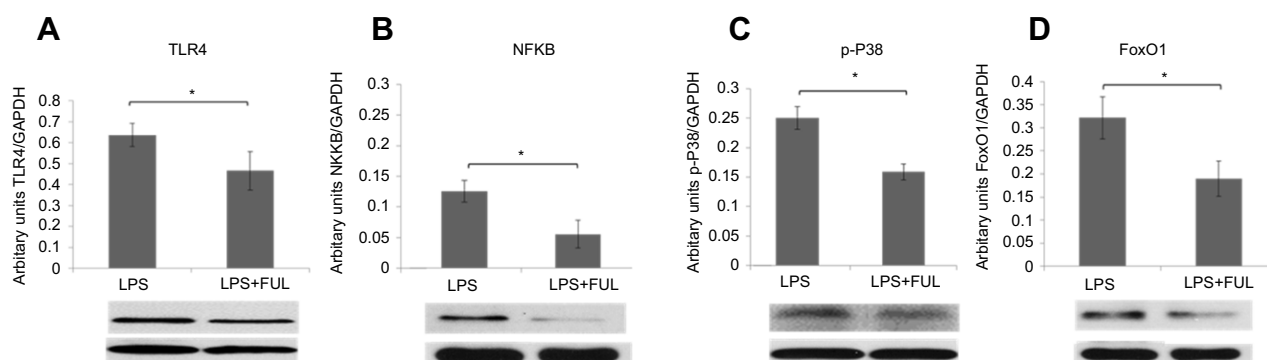 A
TLR4
Arbitary units TLR4/GAPDH
0.8
0.7
0.6
0.5
0.4
0.3
0.2
0.1
0
*
LPS LPS+FUL
B
NFKB
Arbitary units NKKB/GAPDH
0.3
0.25
0.2
0.15
0.1
0.05
0
*
LPS LPS+FUL
C
p-P38
Arbitary units p-P38/GAPDH
0.3
0.25
0.2
0.15
0.1
0.05
0
*
LPS LPS+FUL
D
FoxO1
Arbitary units FoxO1/GAPDH
0.4
0.35
0.3
0.25
0.2
0.15
0.1
0.05
0
*
LPS LPS+FUL